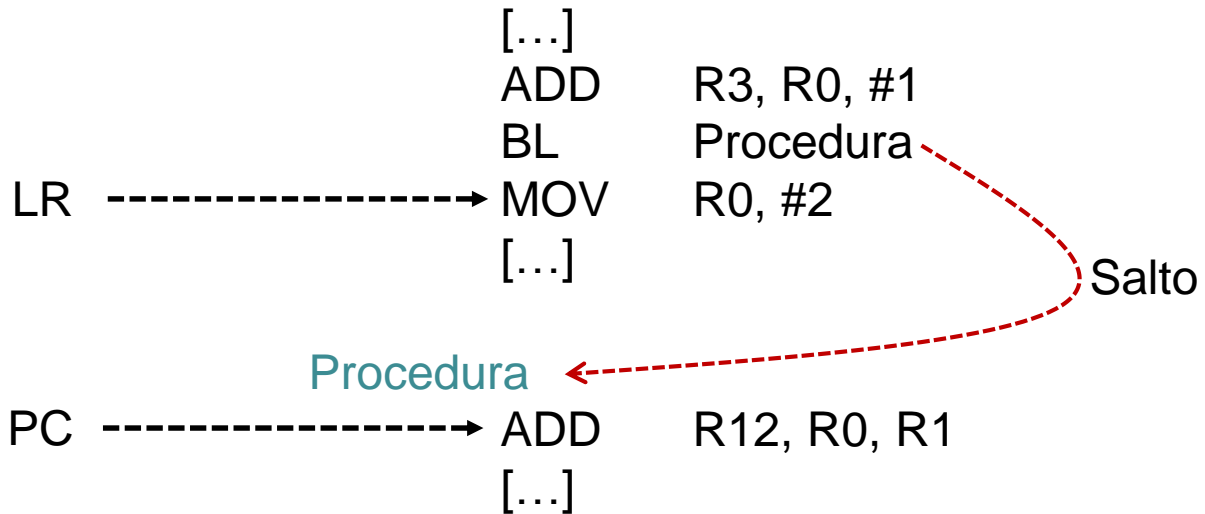 […]
ADD R3, R0, #1
BL Procedura
LR MOV R0, #2
[…]
Salto
Procedura
PC ADD R12, R0, R1
[…]